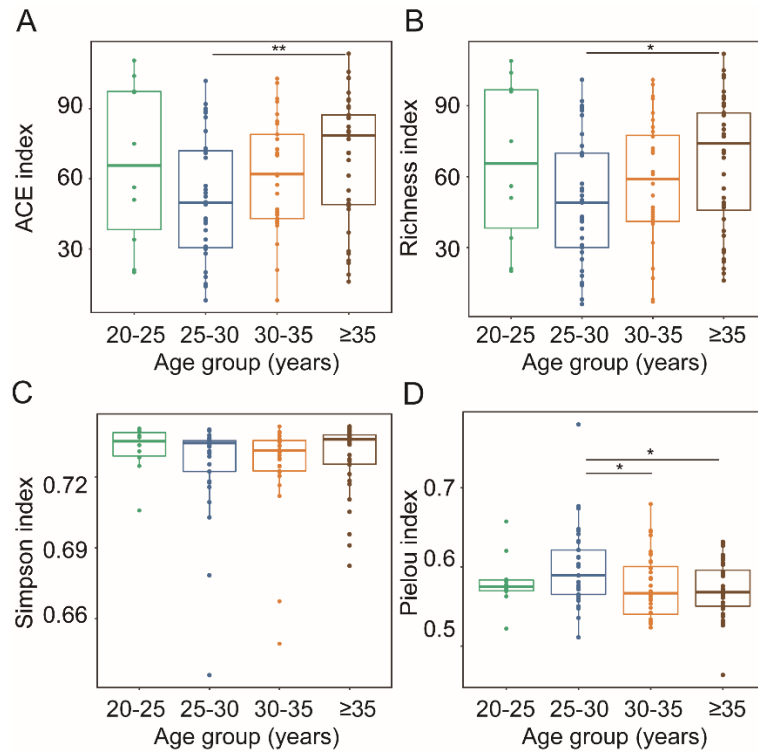 A
ACE index
90
60
30
**
20-25 25-30 30-35 ≥35
Age group (years)
B
Richness index
90
60
30
*
20-25 25-30 30-35 ≥35
Age group (years)
C
Simpson index
0.72
0.69
0.66
20-25 25-30 30-35 ≥35
Age group (years)
D
Pielou index
0.7
0.6
0.5
*
*
20-25 25-30 30-35 ≥35
Age group (years)